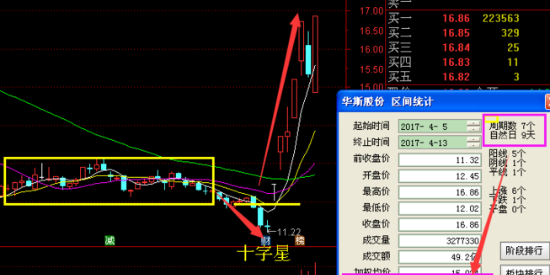 买一 16.86 223563
买二 16.85 329
买三 16.84 25
买四 16.83 11
买五 16.82 3
17.00
16.00
15.00
华斯股份 区间统计
起始时间 2017- 4- 5
周期数 7个
自然日 9天
终止时间 2017- 4-13
前收盘价 11.32
阳线 5个
阴线 1个
平线 1个
开盘价 12.45
最高价 16.86
上涨 6个
下跌 1个
平盘 0个
最低价 12.02
收盘价 16.86
成交量 3277330
成交额 49.2亿
阶段排行
加权均价
板块排行
11.22
减
财
榜
十字星